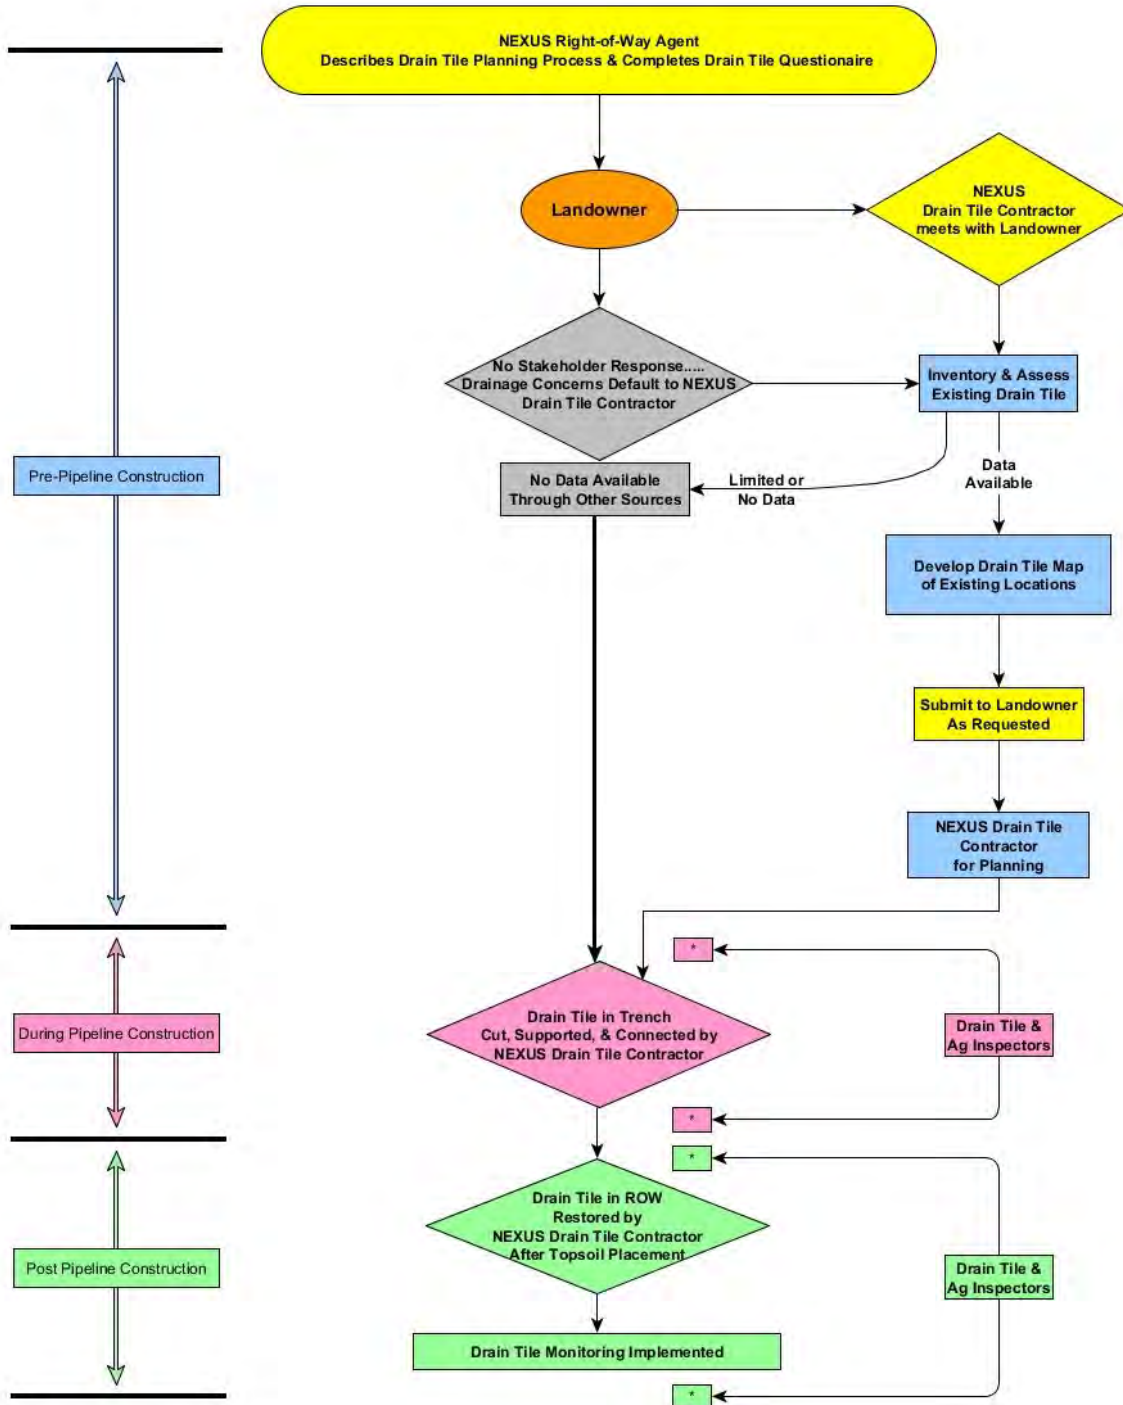 NEXUS Right-of-Way Agent
Describes Drain Tile Planning Process & Completes Drain Tile Questionaire
Landowner
NEXUS
Drain Tile Contractor
meets with Landowner
No Stakeholder Response.....
Drainage Concerns Default to NEXUS
Drain Tile Contractor
Inventory & Assess
Existing Drain Tile
Pre-Pipeline Construction
No Data Available
Through Other Sources
Limited or
No Data
Data
Available
Develop Drain Tile Map
of Existing Locations
Submit to Landowner
As Requested
NEXUS Drain Tile
Contractor
for Planning
*
During Pipeline Construction
Drain Tile in Trench
Cut, Supported, & Connected by
NEXUS Drain Tile Contractor
Drain Tile &
Ag Inspectors
*
*
Post Pipeline Construction
Drain Tile in ROW
Restored by
NEXUS Drain Tile Contractor
After Topsoil Placement
Drain Tile &
Ag Inspectors
Drain Tile Monitoring Implemented
*